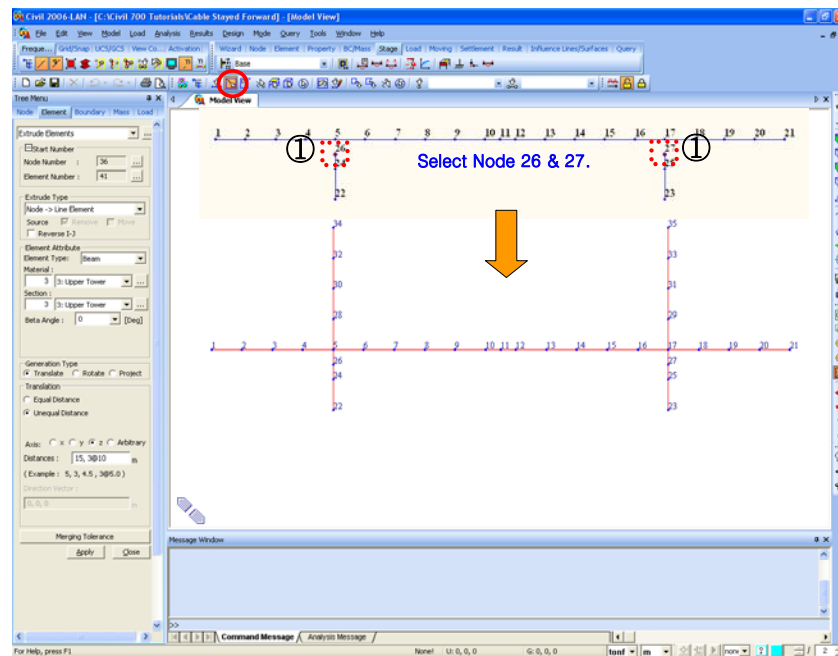 Civil 2006-LAN - [C:\Civil 700 Tutorials\Cable Stayed Forward] - [Model View]
File Edit View Model Load Analysis Results Design Mode Query Tools Window Help
Freque... Grid/Snap UCS/GCS View Co... Activation Wizard Node Element Property BC/Mass Stage Load Moving Settlement Result Influence Lines/Surfaces Query
Base
Tree Menu
Model View
Node Element Boundary Mass Load
Extrude Elements
Start Number
Node Number : 36
Element Number : 41
Extrude Type
Node -> Line Element
Source Remove Move
Reverse I-J
Element Attribute
Element Type: Beam
Material :
3 3: Upper Tower
Section :
3 3: Upper Tower
Beta Angle : 0 [Deg]
Generation Type
Translate Rotate Project
Translation
Equal Distance
Unequal Distance
Axis: x y z Arbitrary
Distances : 15, 3@10 m
( Example : 5, 3, 4.5 , 3@5.0 )
Direction Vector :
0, 0, 0 m
Merging Tolerance
Apply Close
1 2 3 4 5 6 7 8 9 10 11 12 13 14 15 16 17 18 19 20 21
① 26 27 ①
24 25
Select Node 26 & 27.
22 23
34 35
32 33
30 31
28 29
1 2 3 4 5 6 7 8 9 10 11 12 13 14 15 16 17 18 19 20 21
26 27
24 25
22 23
Message Window
>>
Command Message Analysis Message
For Help, press F1 None! U: 0, 0, 0 G: 0, 0, 0 tonf m non 2